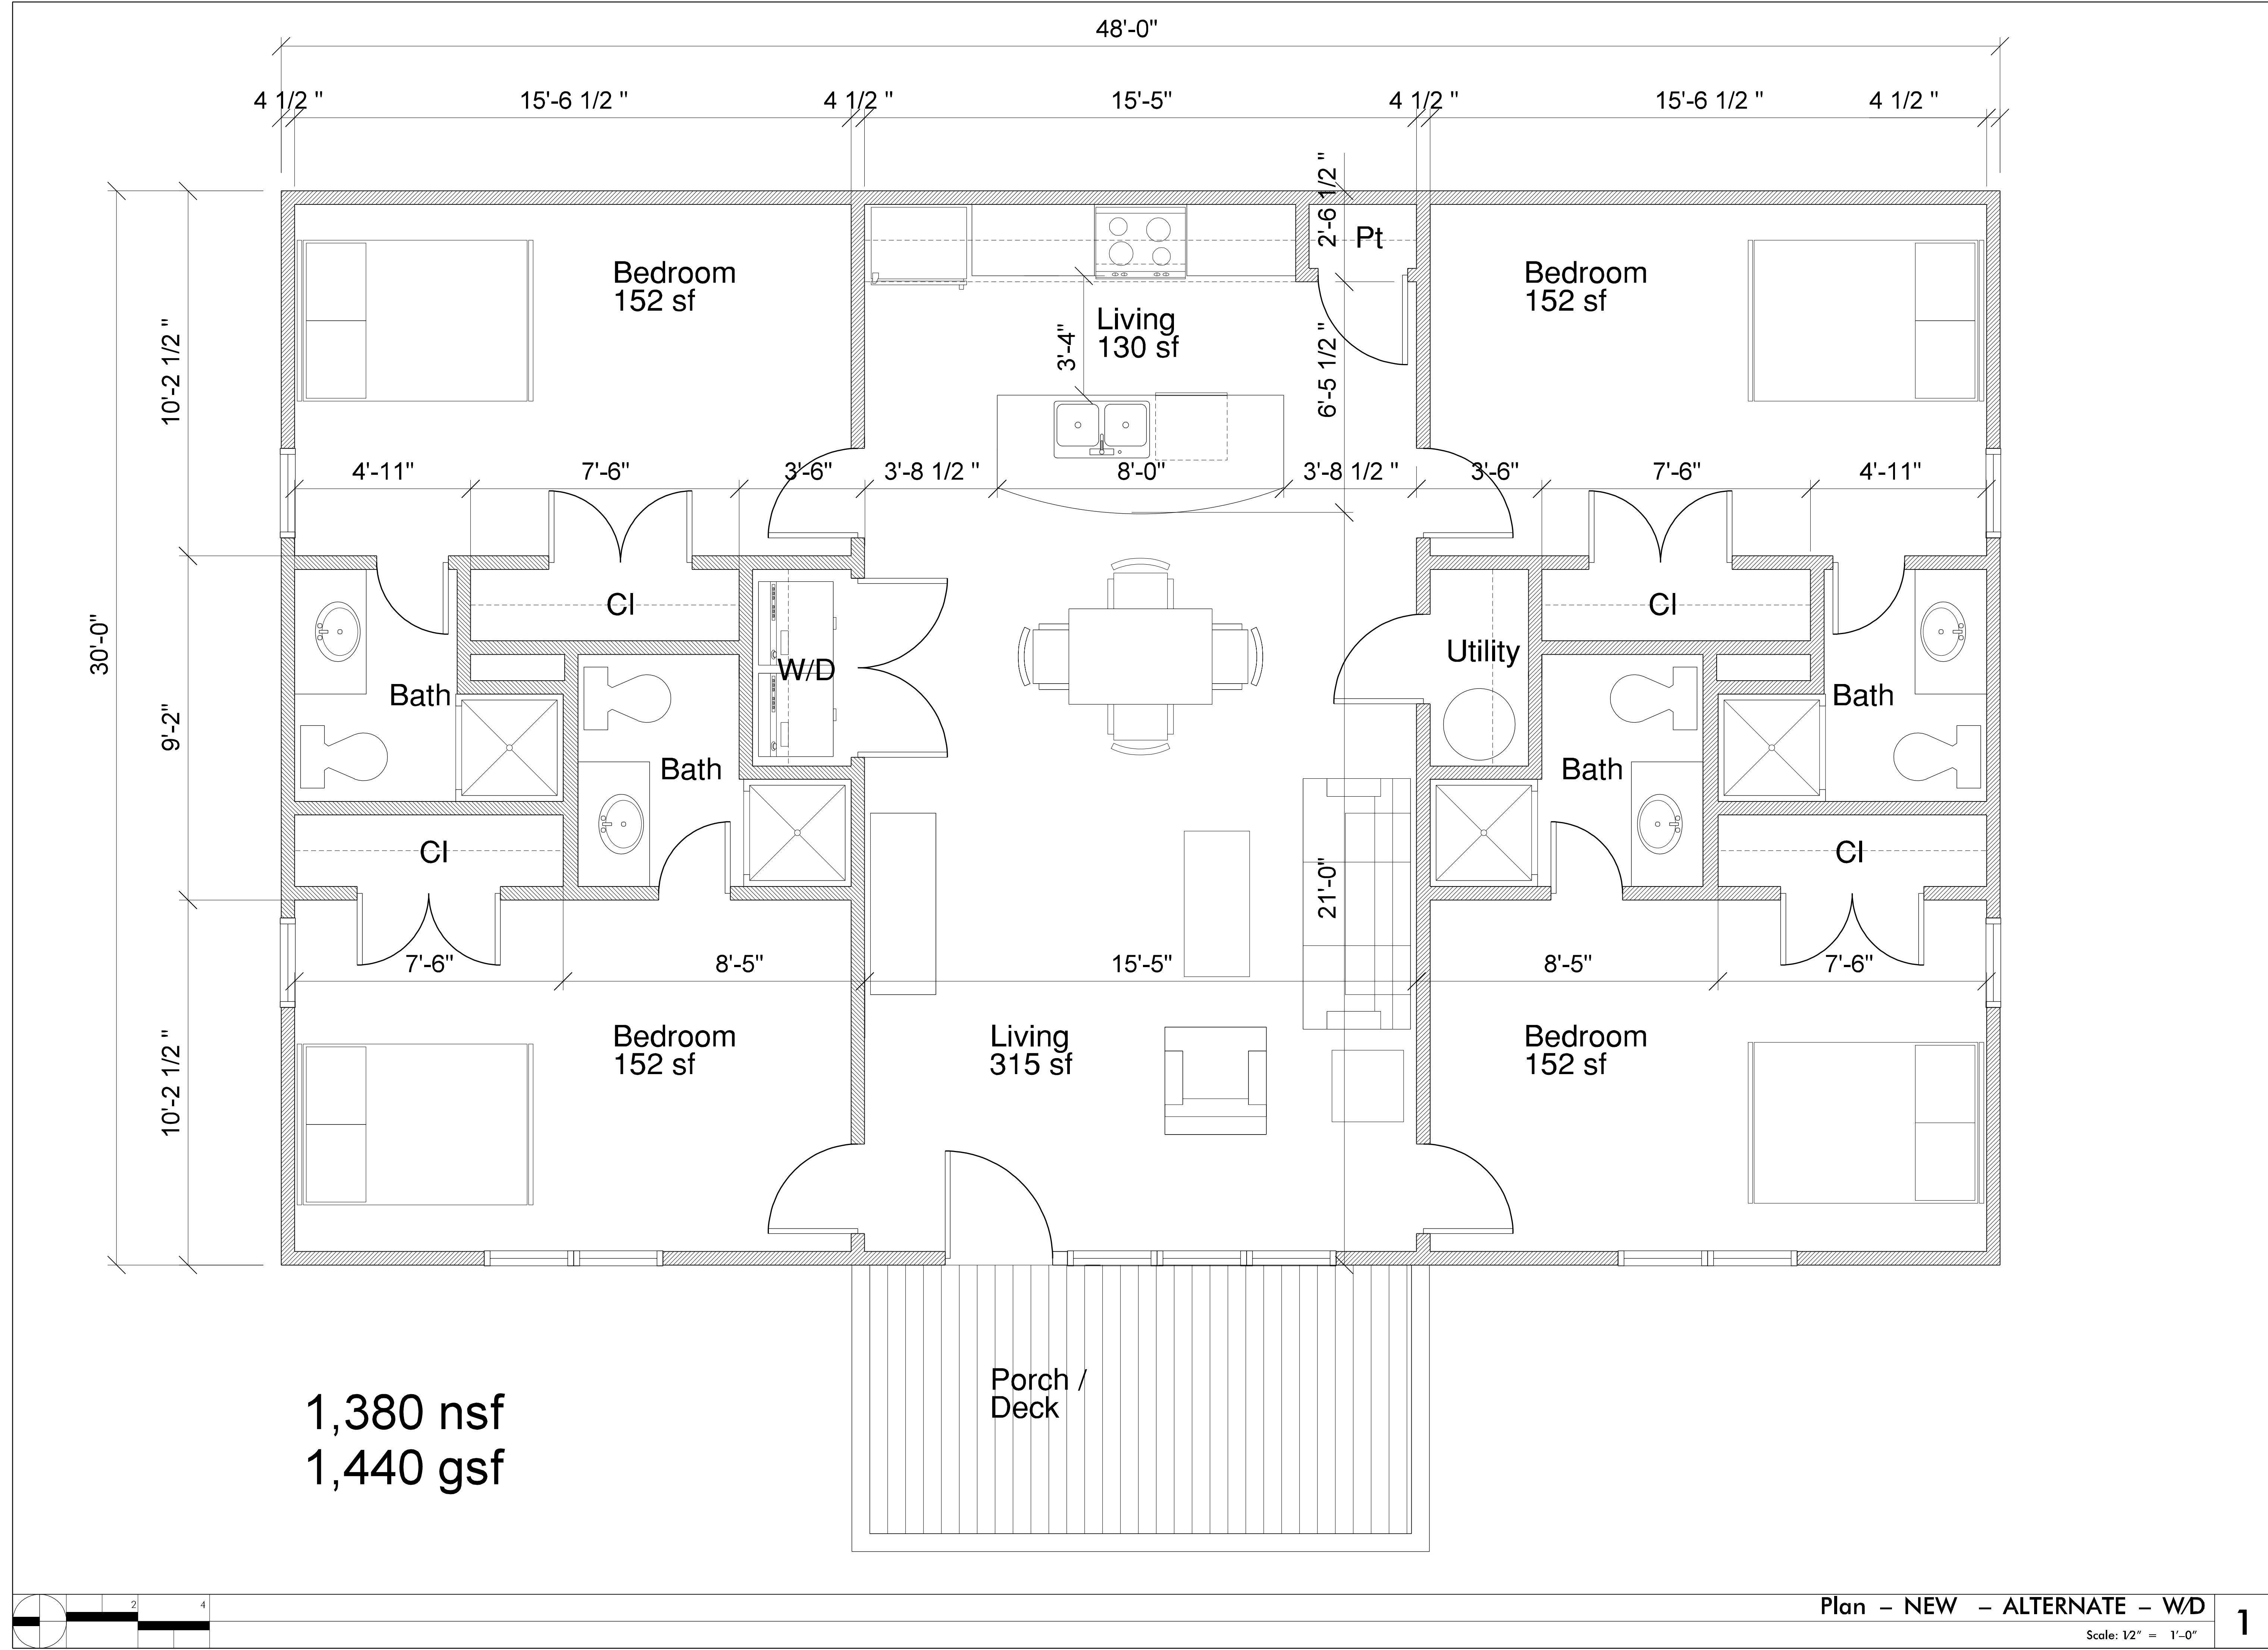 48'-0"
4 1/2 "
15'-6 1/2 "
4 1/2 "
15'-5"
4 1/2 "
15'-6 1/2 "
4 1/2 "
2'-6 1/2 "
Pt
Bedroom
152 sf
Living
130 sf
Bedroom
152 sf
10'-2 1/2 "
3'-4"
6'-5 1/2 "
4'-11"
7'-6"
3'-6"
3'-8 1/2 "
8'-0"
3'-8 1/2 "
3'-6"
7'-6"
4'-11"
30'-0"
Cl
Cl
W/D
Utility
Bath
Bath
9'-2"
Bath
Bath
Cl
Cl
21'-0"
7'-6"
8'-5"
15'-5"
8'-5"
7'-6"
10'-2 1/2 "
Bedroom
152 sf
Living
315 sf
Bedroom
152 sf
Porch /
Deck
1,380 nsf
1,440 gsf
2
4
Plan – NEW – ALTERNATE – W/D
1
Scale: 1/2" = 1'–0"